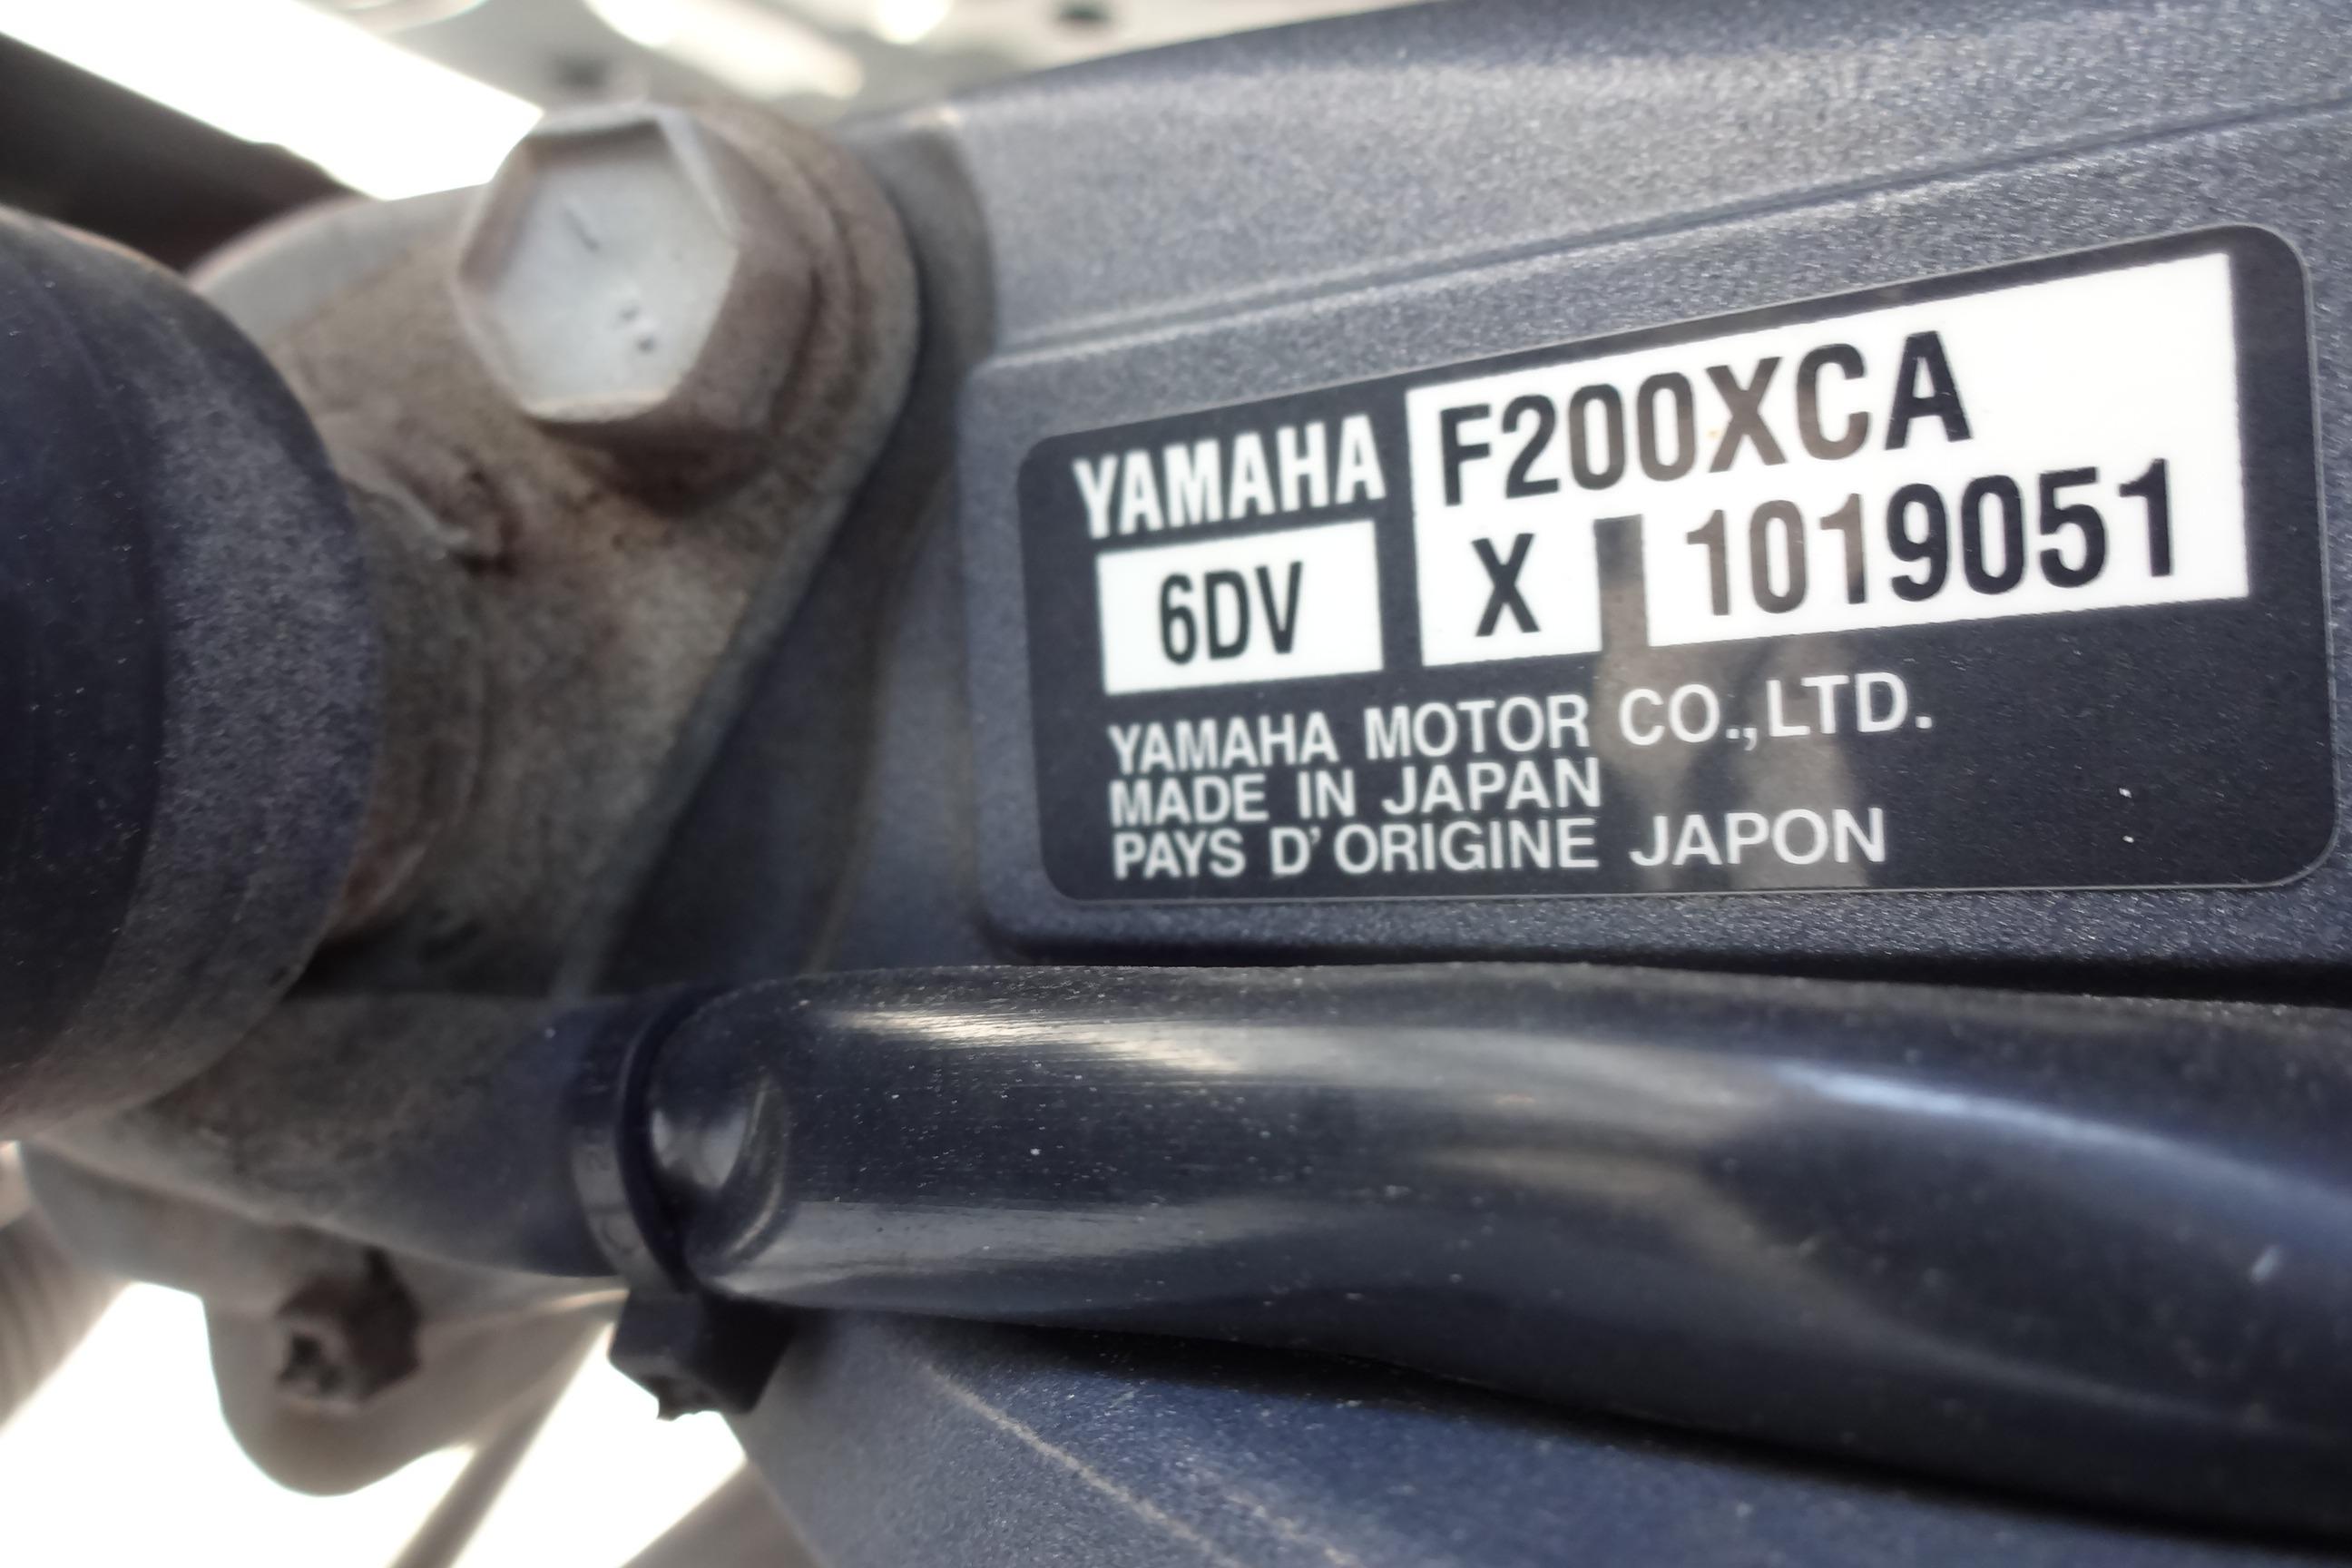 YAMAHA F200XCA
6DV X 1019051
YAMAHA MOTOR CO.,LTD.
MADE IN JAPAN
PAYS D'ORIGINE JAPON